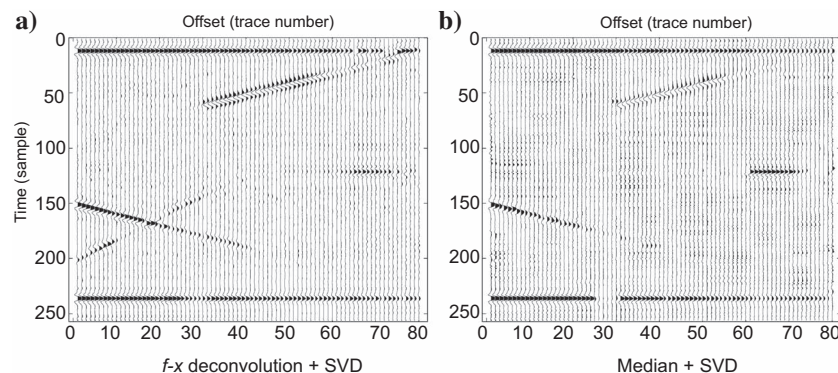 a)
Offset (trace number)
Time (sample)
0
50
100
150
200
250
0 10 20 30 40 50 60 70 80
f-x deconvolution + SVD
b)
Offset (trace number)
0
50
100
150
200
250
0 10 20 30 40 50 60 70 80
Median + SVD